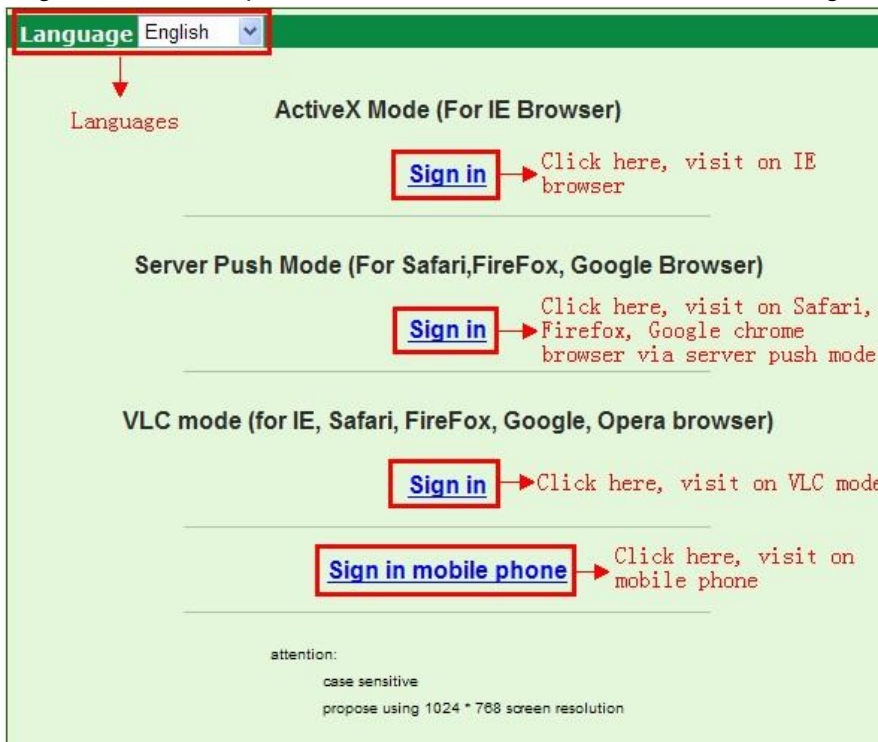 Language English
Languages
ActiveX Mode (For IE Browser)
Sign in
Click here, visit on IE
browser
Server Push Mode (For Safari,FireFox, Google Browser)
Sign in
Click here, visit on Safari,
Firefox, Google chrome
browser via server push mode
VLC mode (for IE, Safari, FireFox, Google, Opera browser)
Sign in
Click here, visit on VLC mode
Sign in mobile phone
Click here, visit on
mobile phone
attention:
case sensitive
propose using 1024 * 768 screen resolution